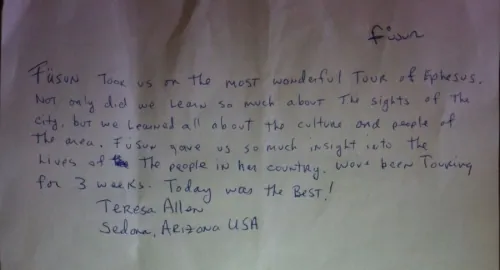 füsun
Füsun Took us on the most wonderful Tour of Ephesus.
Not only did we learn so much about The sights of The
city, but we learned all about the culture and people of
The area. Füsun gave us so much insight into the
Lives of The people in her country. We've been Touring
for 3 weeks. Today was the BEST!
Teresa Allen
Sedona, Arizona USA